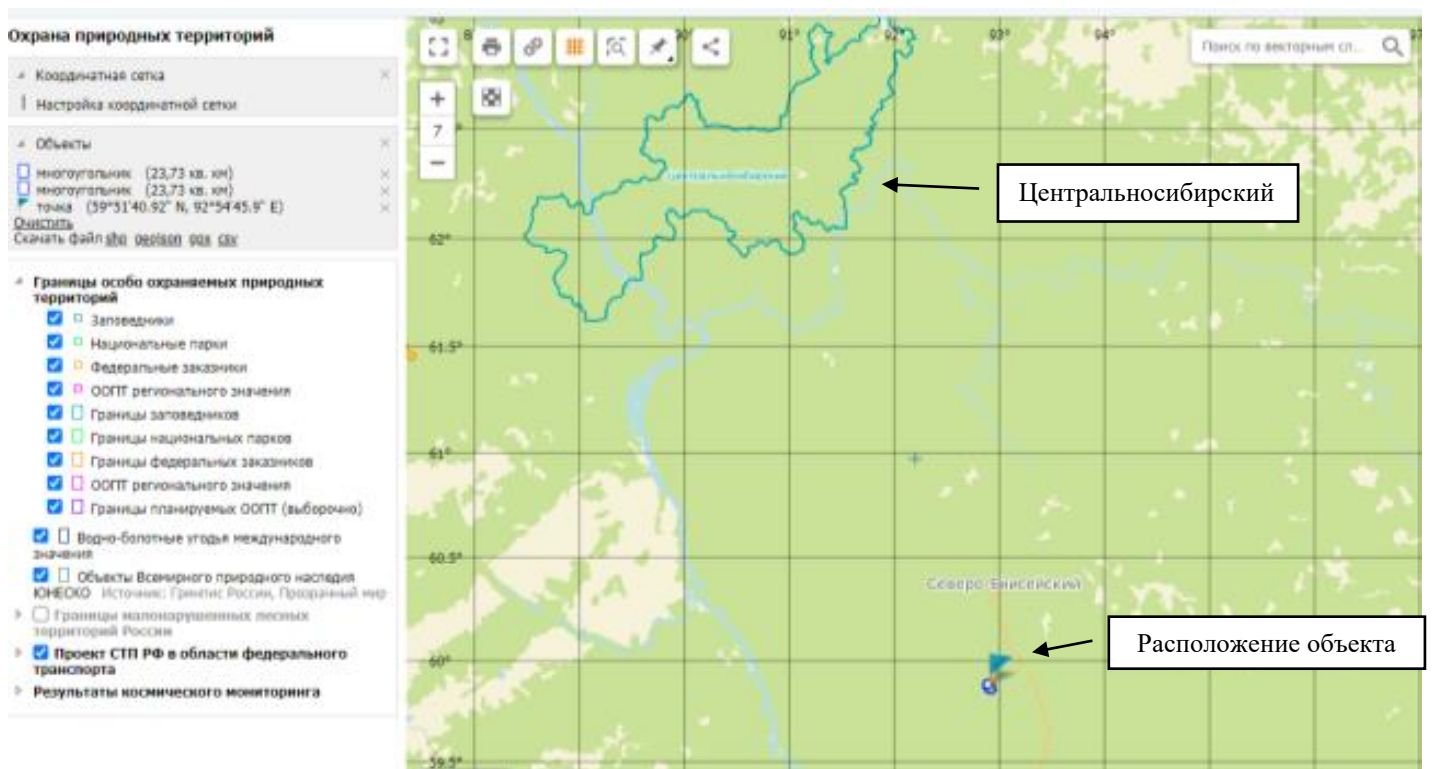 Охрана природных территорий
Координатная сетка
Настройка координатной сетки
Объекты
многоугольник (23,73 кв. км)
многоугольник (23,73 кв. км)
точка (59°51'40.92" N, 92°54'45.9" E)
Очистить
Скачать файл shp geojson gpx csv
Границы особо охраняемых природных
территорий
Заповедники
Национальные парки
Федеральные заказники
ООПТ регионального значения
Границы заповедников
Границы национальных парков
Границы федеральных заказников
ООПТ регионального значения
Границы планируемых ООПТ (выборочно)
Водно-болотные угодья международного
значения
Объекты Всемирного природного наследия
ЮНЕСКО Источник: Гринпис России, Прозрачный мир
Границы малонарушенных лесных
территорий России
Проект СТП РФ в области федерального
транспорта
Результаты космического мониторинга
7
90°
91°
92°
93°
94°
Поиск по векторным сл...
Центральносибирский
Центральносибирский
62°
61.5°
61°
60.5°
Северо-Енисейский
Расположение объекта
60°
59.5°